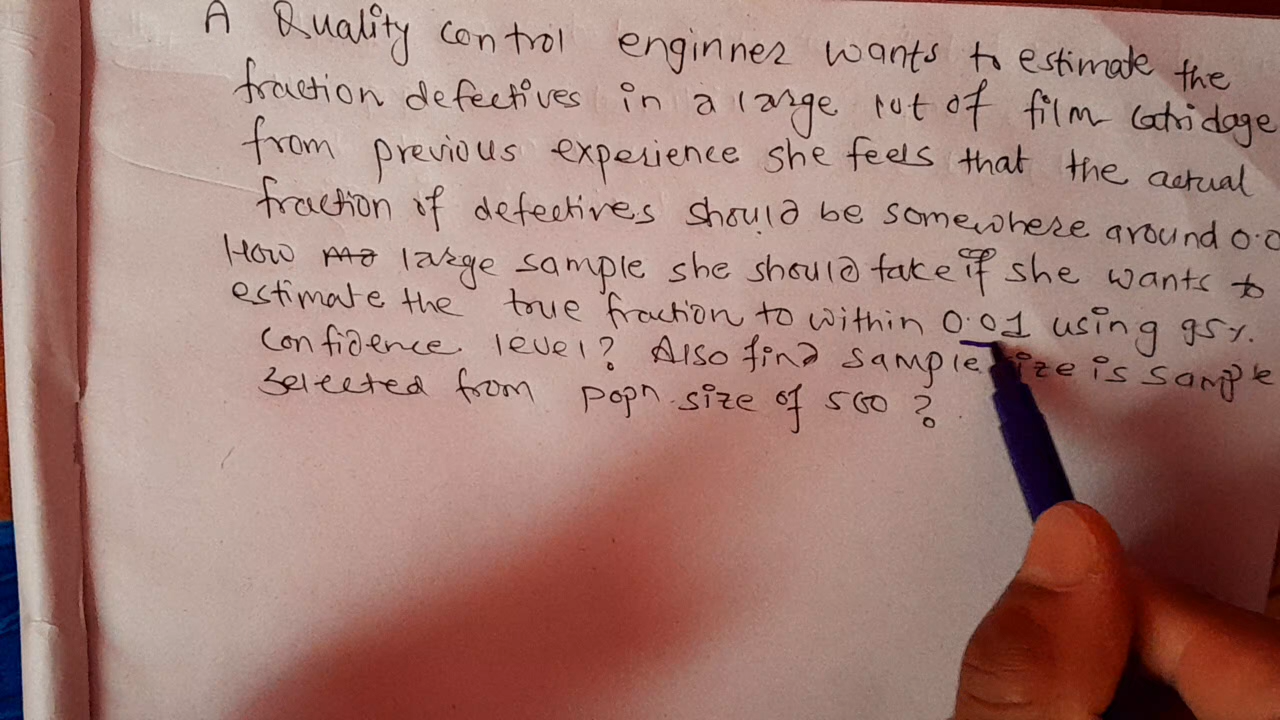 A Quality control enginner wants to estimate the
fraction defectives in a large lot of film Catridage
from previous experience she feels that the actual
fraction of defectives should be somewhere around 0.0
How large sample she should take if she wants to
estimate the true fraction to within 0.01 using 95%
Confidence level? Also find sample size is sample
selected from popn size of 500 ?